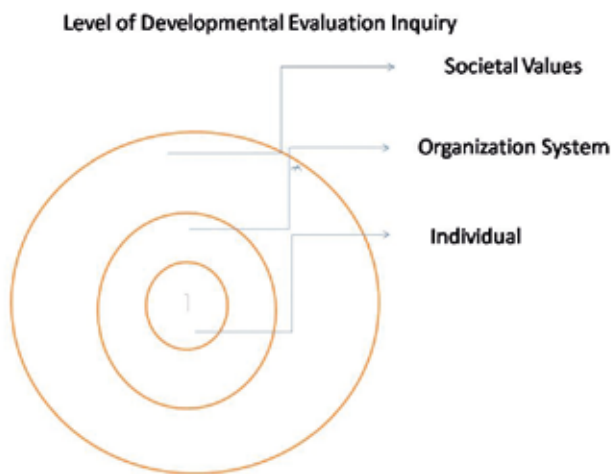 Level of Developmental Evaluation Inquiry
Societal Values
Organization System
Individual